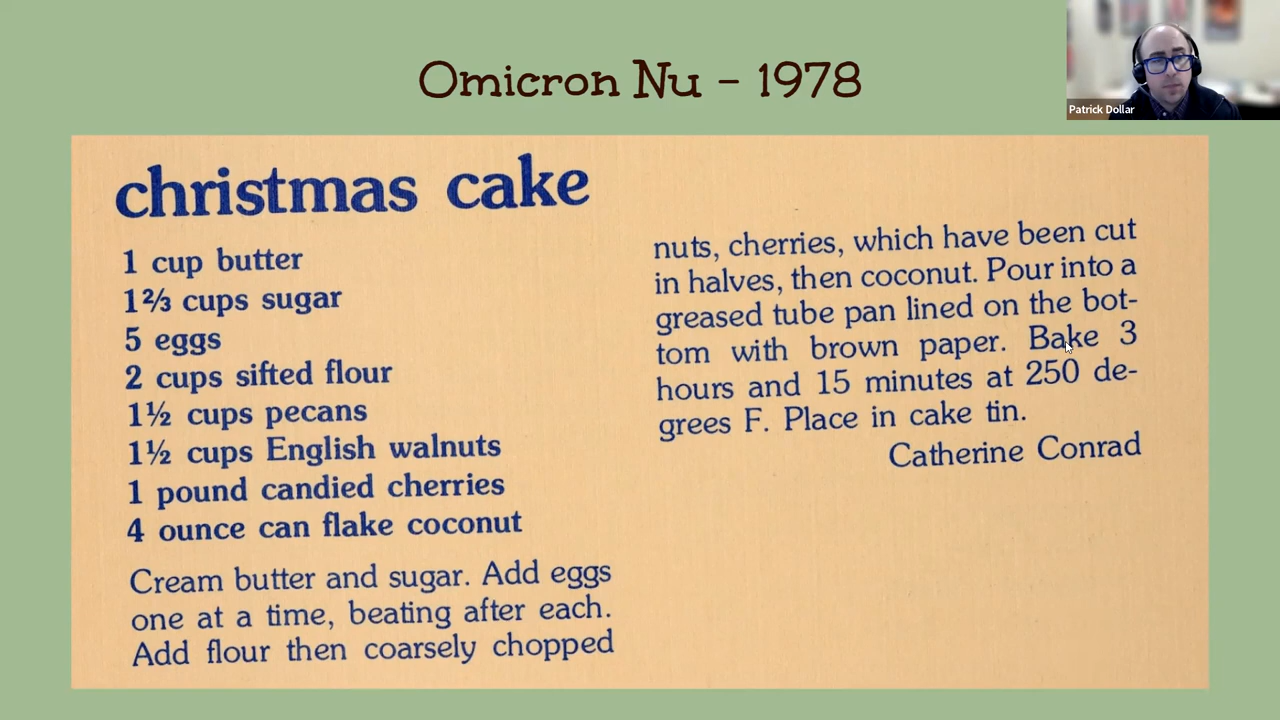 Omicron Nu – 1978
Patrick Dollar
christmas cake
1 cup butter
1⅔ cups sugar
5 eggs
2 cups sifted flour
1½ cups pecans
1½ cups English walnuts
1 pound candied cherries
4 ounce can flake coconut
Cream butter and sugar. Add eggs
one at a time, beating after each.
Add flour then coarsely chopped
nuts, cherries, which have been cut
in halves, then coconut. Pour into a
greased tube pan lined on the bot-
tom with brown paper. Bake 3
hours and 15 minutes at 250 de-
grees F. Place in cake tin.
Catherine Conrad